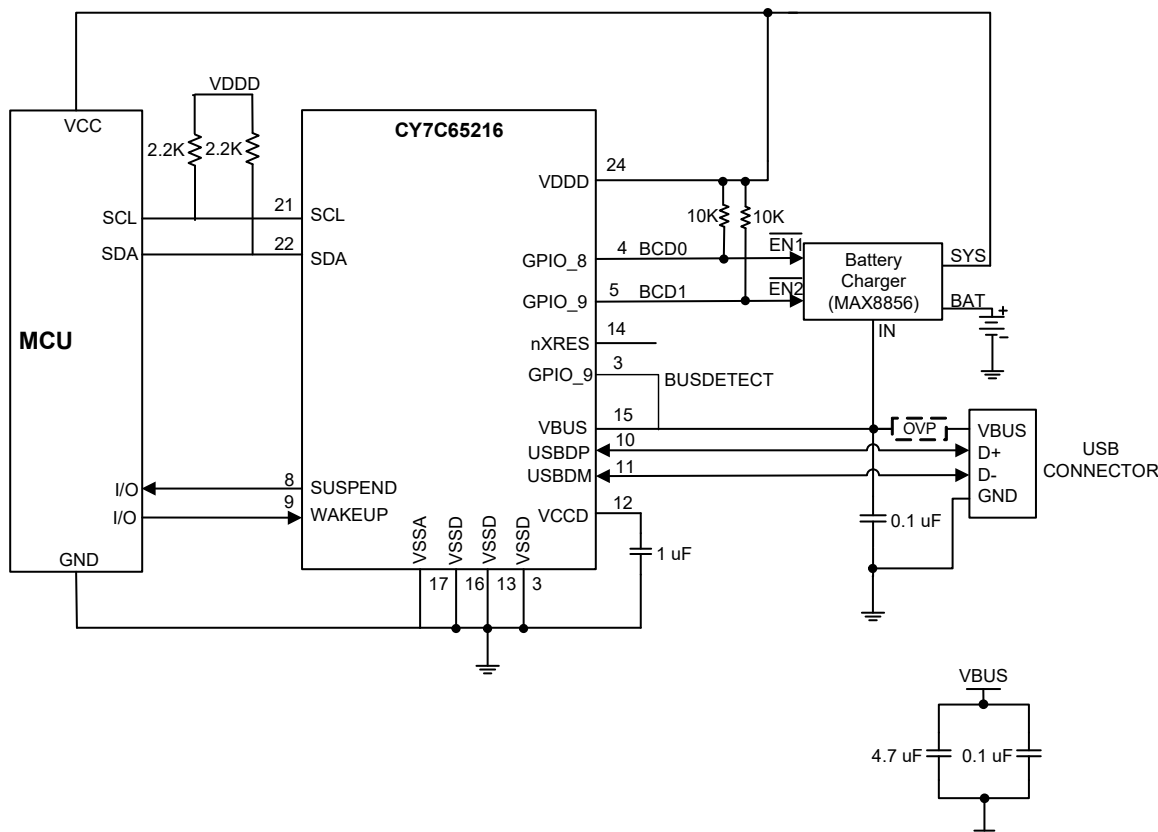 CY7C65216
VDDD
VCC
2.2K
2.2K
SCL
21
SCL
SDA
22
SDA
MCU
I/O
8
SUSPEND
I/O
9
WAKEUP
GND
VDDD
24
10K
10K
GPIO_8
4
BCD0
EN1
GPIO_9
5
BCD1
EN2
Battery
Charger
(MAX8856)
SYS
BAT
+
-
IN
nXRES
14
GPIO_9
3
BUSDETECT
VBUS
15
OVP
VBUS
USBDP
10
D+
USBDM
11
D-
GND
USB
CONNECTOR
VCCD
12
1 uF
0.1 uF
VSSA
VSSD
VSSD
VSSD
17
16
13
3
VBUS
4.7 uF
0.1 uF